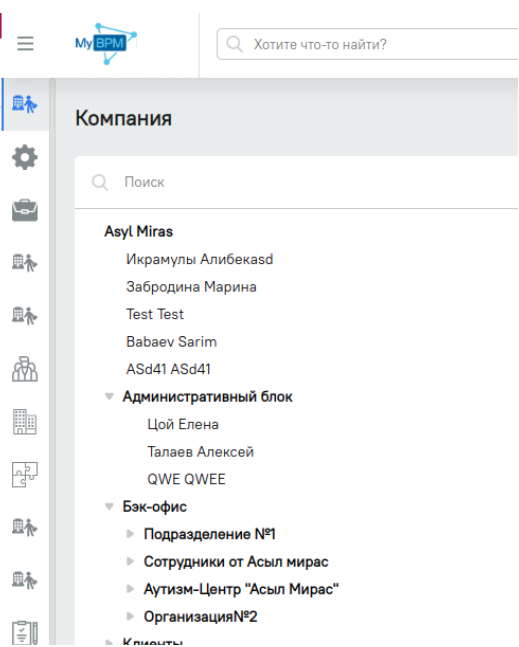 MyBPM
Хотите что-то найти?
Компания
Поиск
Asyl Miras
Икрамулы Алибекasd
Забродина Марина
Test Test
Babaev Sarim
ASd41 ASd41
Административный блок
Цой Елена
Талаев Алексей
QWE QWEE
Бэк-офис
Подразделение №1
Сотрудники от Асыл мирас
Аутизм-Центр "Асыл Мирас"
Организация№2
Клиенты